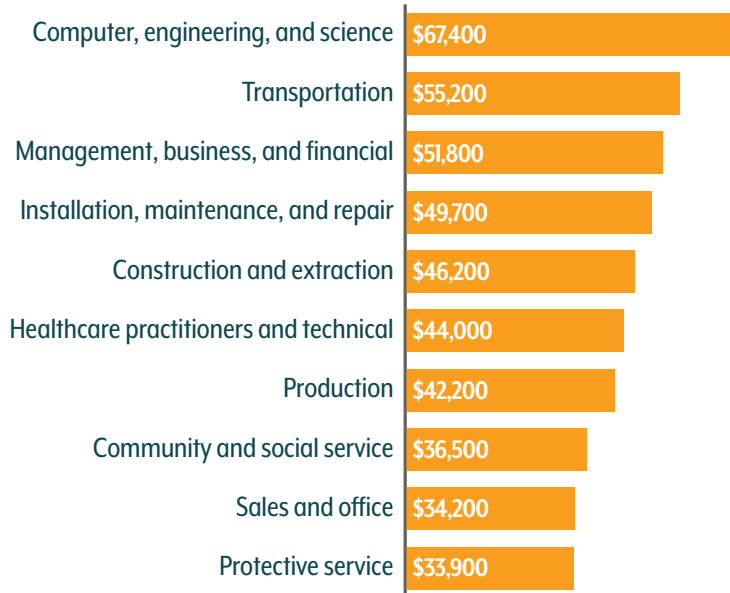 Computer, engineering, and science $67,400
Transportation $55,200
Management, business, and financial $51,800
Installation, maintenance, and repair $49,700
Construction and extraction $46,200
Healthcare practitioners and technical $44,000
Production $42,200
Community and social service $36,500
Sales and office $34,200
Protective service $33,900